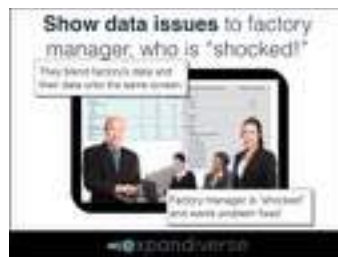 Show data issues to factory
manager, who is "shocked!"
They blend factory's data and
their data onto the same screen.
Factory Manager is "shocked"
and wants problem fixed
expandiverse